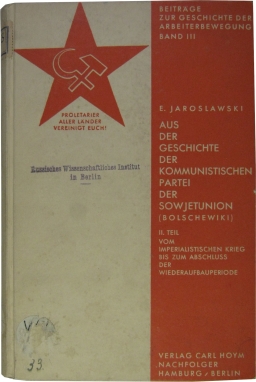 BEITRÄGE
ZUR GESCHICHTE DER
ARBEITERBEWEGUNG
BAND III
PROLETARIER
ALLER LÄNDER
VEREINIGT EUCH!
E. JAROSLAWSKI
AUS
DER
GESCHICHTE
DER
KOMMUNISTISCHEN
PARTEI
DER
SOWJETUNION
(BOLSCHEWIKI)
II. TEIL
VOM
IMPERIALISTISCHEN KRIEG
BIS ZUM ABSCHLUSS
DER
WIEDERAUFBAUPERIODE
Russisches Wissenschaftliches Institut
in Berlin
33.
VERLAG CARL HOYM
NACHFOLGER
HAMBURG / BERLIN